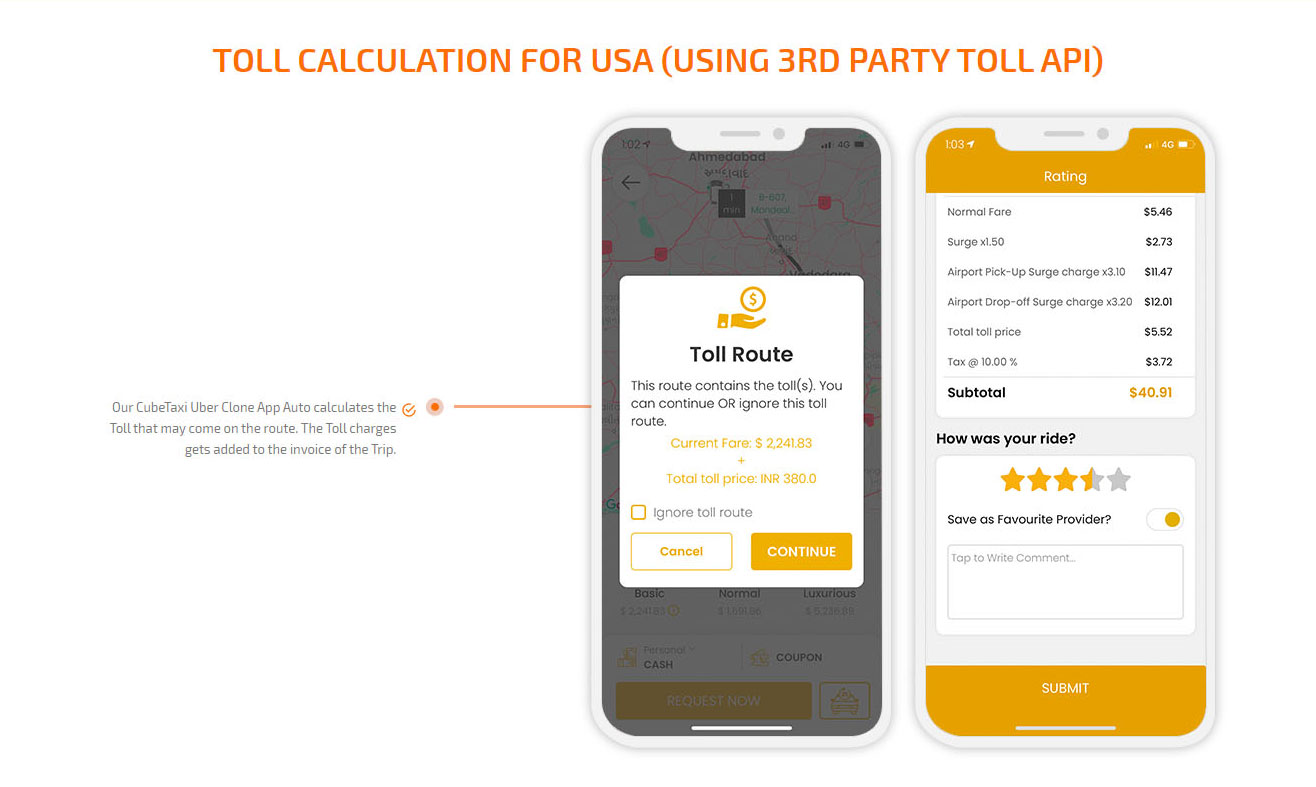 TOLL CALCULATION FOR USA (USING 3RD PARTY TOLL API)
Our CubeTaxi Uber Clone App Auto calculates the
Toll that may come on the route. The Toll charges
gets added to the invoice of the Trip.
1:02
4G
Ahmedabad
અમદાવાદ
1
min
B-607,
Mondeal...
Anand
Vadodara
Toll Route
This route contains the toll(s). You
can continue OR ignore this toll
route.
Current Fare: $ 2,241.83
+
Total toll price: INR 380.0
Ignore toll route
Cancel
CONTINUE
Basic
Normal
Luxurious
$ 2,241.83
$ 1,691.96
$ 5,236.89
Personal
CASH
COUPON
REQUEST NOW
1:03
4G
Rating
Normal Fare
$5.46
Surge x1.50
$2.73
Airport Pick-Up Surge charge x3.10
$11.47
Airport Drop-off Surge charge x3.20
$12.01
Total toll price
$5.52
Tax @ 10.00 %
$3.72
Subtotal
$40.91
How was your ride?
Save as Favourite Provider?
Tap to Write Comment...
SUBMIT